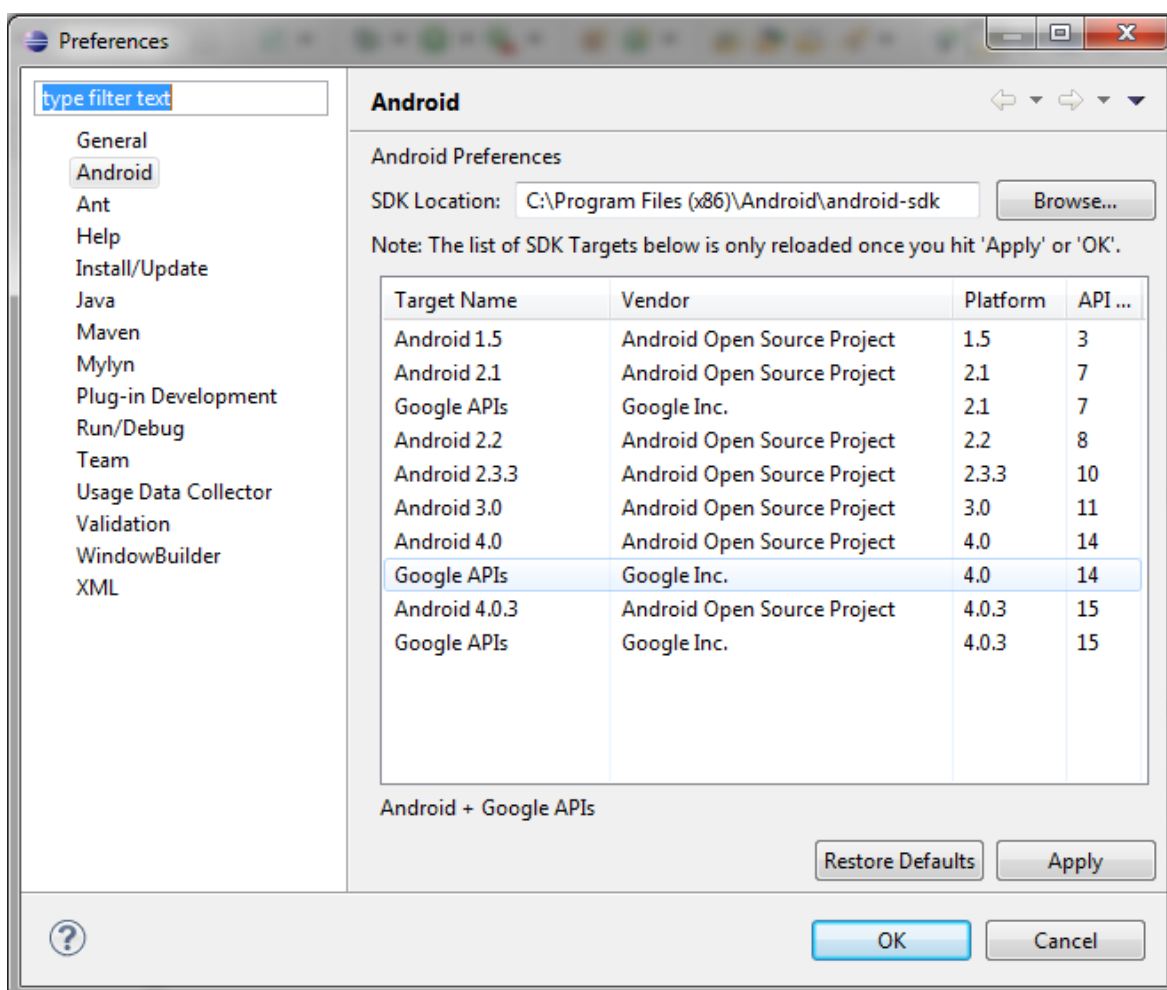 Preferences
type filter text
General
Android
Ant
Help
Install/Update
Java
Maven
Mylyn
Plug-in Development
Run/Debug
Team
Usage Data Collector
Validation
WindowBuilder
XML
Android
Android Preferences
SDK Location: C:\Program Files (x86)\Android\android-sdk Browse...
Note: The list of SDK Targets below is only reloaded once you hit 'Apply' or 'OK'.
Target Name Vendor Platform API ...
Android 1.5 Android Open Source Project 1.5 3
Android 2.1 Android Open Source Project 2.1 7
Google APIs Google Inc. 2.1 7
Android 2.2 Android Open Source Project 2.2 8
Android 2.3.3 Android Open Source Project 2.3.3 10
Android 3.0 Android Open Source Project 3.0 11
Android 4.0 Android Open Source Project 4.0 14
Google APIs Google Inc. 4.0 14
Android 4.0.3 Android Open Source Project 4.0.3 15
Google APIs Google Inc. 4.0.3 15
Android + Google APIs
Restore Defaults Apply
? OK Cancel